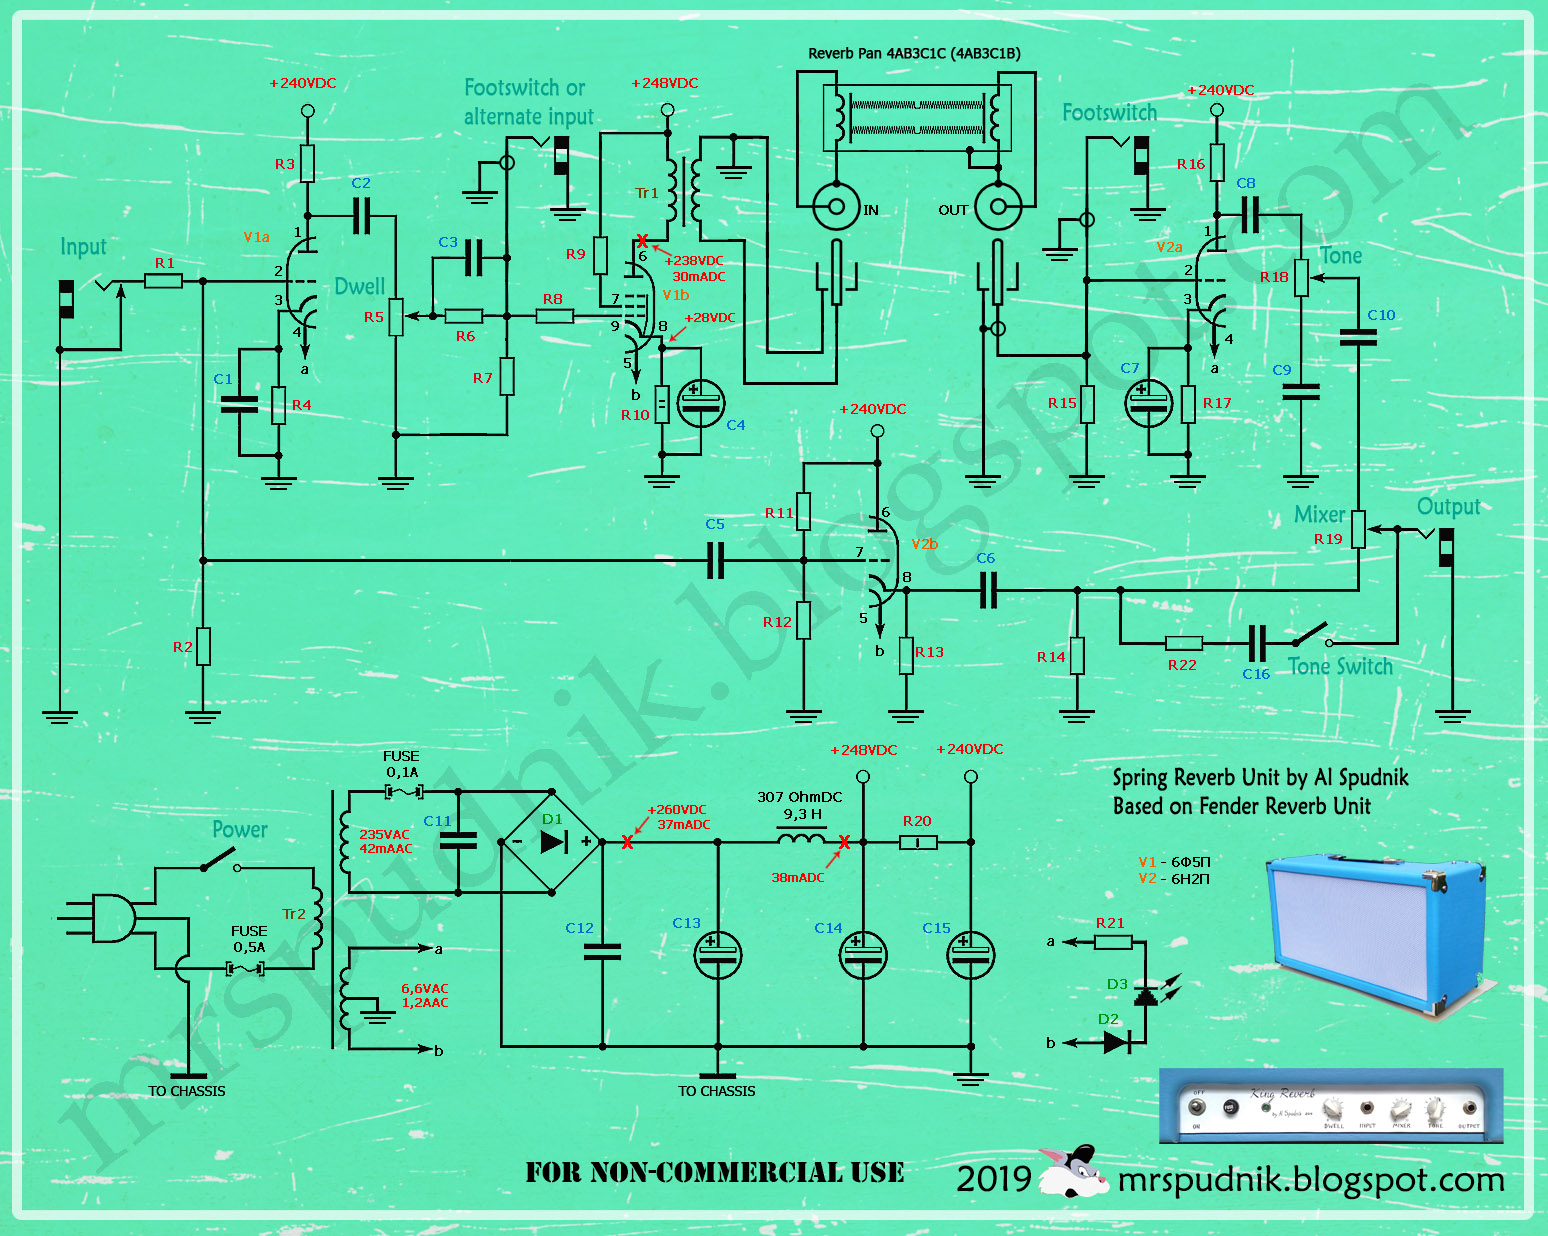 Reverb Pan 4AB3C1C (4AB3C1B)
+240VDC
Footswitch or
alternate input
+248VDC
Footswitch
+240VDC
R3
C2
Tr1
IN
OUT
R16
C8
Input
V1a
1
2
3
4
a
R1
C3
R9
6
+238VDC
30mADC
V1b
7
9
8
5
b
+28VDC
V2a
1
2
3
4
a
Tone
R18
C10
Dwell
R5
R6
R8
R7
C1
R4
R10
C4
R15
C7
R17
C9
+240VDC
R11
C5
6
7
V2b
8
5
b
C6
Mixer
R19
Output
R2
R12
R13
R14
R22
C16
Tone Switch
FUSE
0,1A
+248VDC
+240VDC
Spring Reverb Unit by Al Spudnik
Based on Fender Reverb Unit
Power
235VAC
42mAAC
C11
D1
-
+
+260VDC
37mADC
307 OhmDC
9,3 H
38mADC
R20
V1 - 6Ф5П
V2 - 6Н2П
Tr2
FUSE
0,5A
C12
C13
C14
C15
a
6,6VAC
1,2AAC
b
a
R21
D3
D2
b
TO CHASSIS
TO CHASSIS
OFF
ON
King Reverb
by Al Spudnik
DWELL
INPUT
MIXER
TONE
OUTPUT
FOR NON-COMMERCIAL USE
2019
mrspudnik.blogspot.com
mrspudnik.blogspot.com